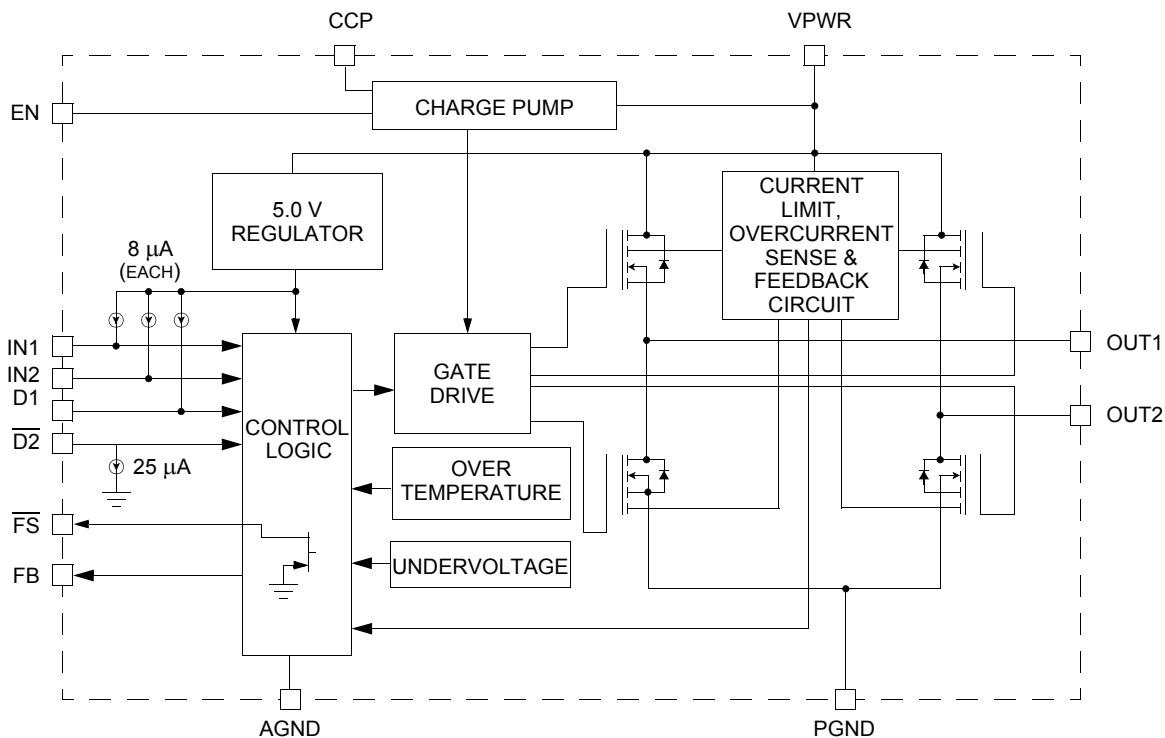 CCP
VPWR
EN
CHARGE PUMP
5.0 V
REGULATOR
CURRENT
LIMIT,
OVERCURRENT
SENSE &
FEEDBACK
CIRCUIT
8 µA
(EACH)
IN1
IN2
D1
D2
25 µA
FS
FB
CONTROL
LOGIC
GATE
DRIVE
OVER
TEMPERATURE
UNDERVOLTAGE
OUT1
OUT2
AGND
PGND